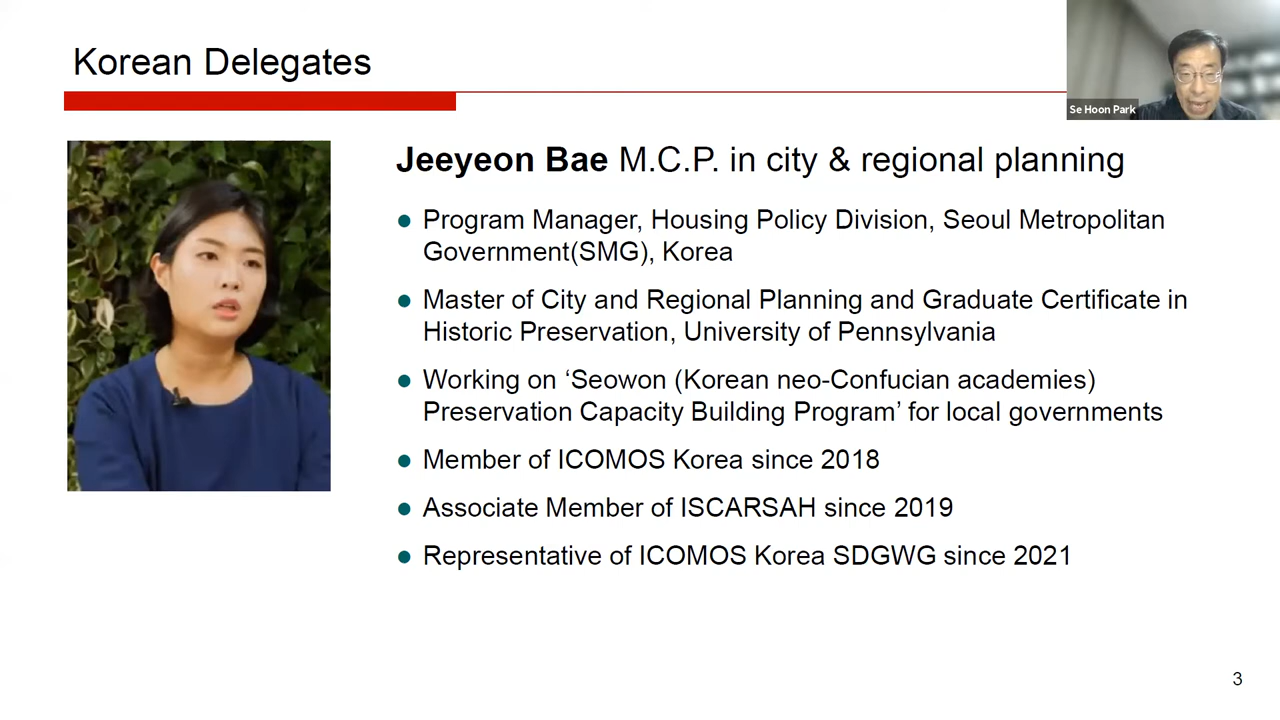 Korean Delegates
Se Hoon Park
Jeeyeon Bae M.C.P. in city & regional planning
● Program Manager, Housing Policy Division, Seoul Metropolitan
Government(SMG), Korea
● Master of City and Regional Planning and Graduate Certificate in
Historic Preservation, University of Pennsylvania
● Working on ‘Seowon (Korean neo-Confucian academies)
Preservation Capacity Building Program’ for local governments
● Member of ICOMOS Korea since 2018
● Associate Member of ISCARSAH since 2019
● Representative of ICOMOS Korea SDGWG since 2021
3